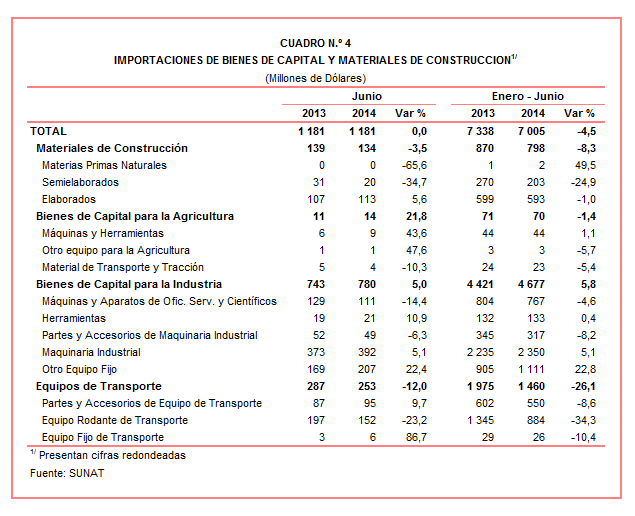 CUADRO N.º 4
IMPORTACIONES DE BIENES DE CAPITAL Y MATERIALES DE CONSTRUCCION1/
(Millones de Dólares)
Junio Enero - Junio
2013 2014 Var % 2013 2014 Var %
TOTAL 1 181 1 181 0,0 7 338 7 005 -4,5
Materiales de Construcción 139 134 -3,5 870 798 -8,3
Materias Primas Naturales 0 0 -65,6 1 2 49,5
Semielaborados 31 20 -34,7 270 203 -24,9
Elaborados 107 113 5,6 599 593 -1,0
Bienes de Capital para la Agricultura 11 14 21,8 71 70 -1,4
Máquinas y Herramientas 6 9 43,6 44 44 1,1
Otro equipo para la Agricultura 1 1 47,6 3 3 -5,7
Material de Transporte y Tracción 5 4 -10,3 24 23 -5,4
Bienes de Capital para la Industria 743 780 5,0 4 421 4 677 5,8
Máquinas y Aparatos de Ofic. Serv. y Científicos 129 111 -14,4 804 767 -4,6
Herramientas 19 21 10,9 132 133 0,4
Partes y Accesorios de Maquinaria Industrial 52 49 -6,3 345 317 -8,2
Maquinaria Industrial 373 392 5,1 2 235 2 350 5,1
Otro Equipo Fijo 169 207 22,4 905 1 111 22,8
Equipos de Transporte 287 253 -12,0 1 975 1 460 -26,1
Partes y Accesorios de Equipo de Transporte 87 95 9,7 602 550 -8,6
Equipo Rodante de Transporte 197 152 -23,2 1 345 884 -34,3
Equipo Fijo de Transporte 3 6 86,7 29 26 -10,4
1/ Presentan cifras redondeadas
Fuente: SUNAT